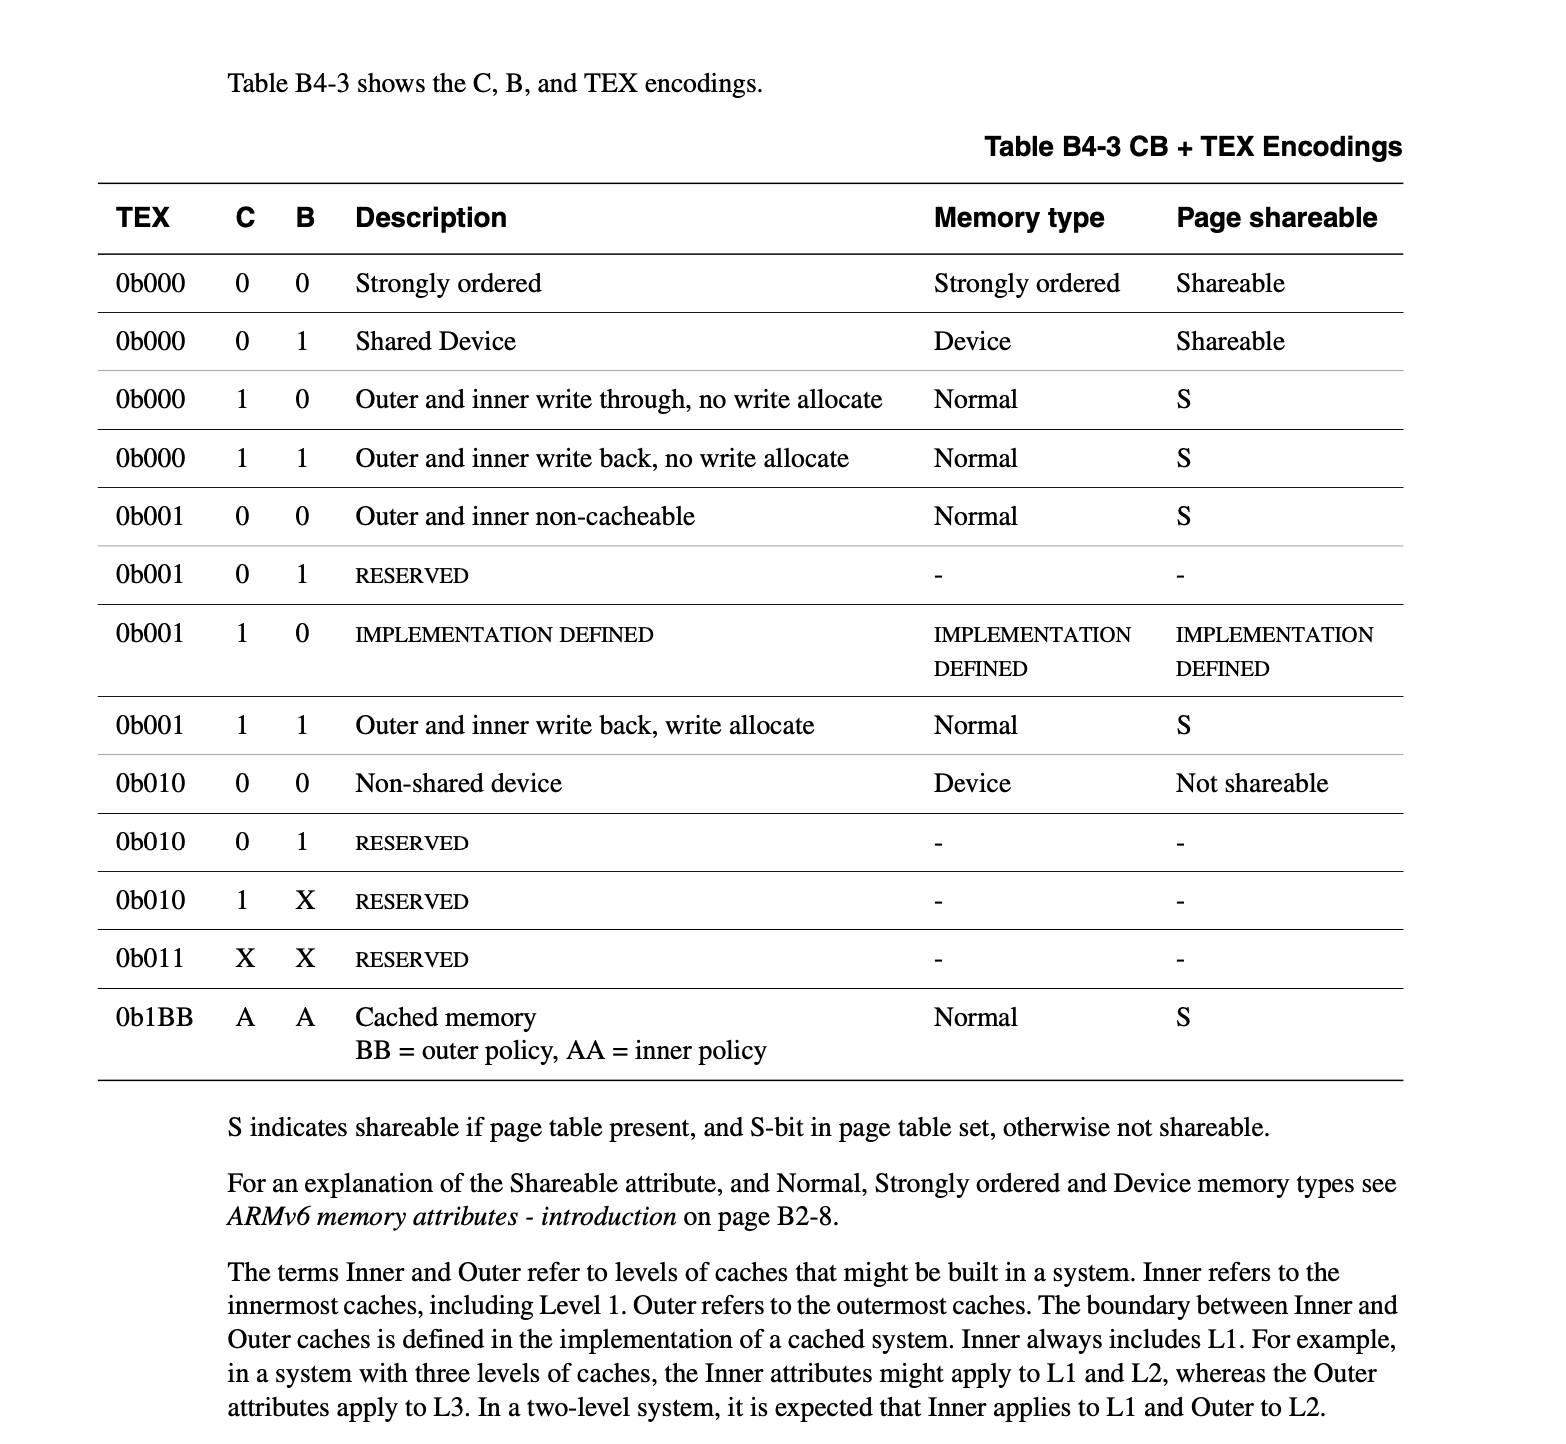 Table B4-3 shows the C, B, and TEX encodings.
Table B4-3 CB + TEX Encodings
TEX C B Description Memory type Page shareable
0b000 0 0 Strongly ordered Strongly ordered Shareable
0b000 0 1 Shared Device Device Shareable
0b000 1 0 Outer and inner write through, no write allocate Normal S
0b000 1 1 Outer and inner write back, no write allocate Normal S
0b001 0 0 Outer and inner non-cacheable Normal S
0b001 0 1 RESERVED - -
0b001 1 0 IMPLEMENTATION DEFINED IMPLEMENTATION IMPLEMENTATION
DEFINED DEFINED
0b001 1 1 Outer and inner write back, write allocate Normal S
0b010 0 0 Non-shared device Device Not shareable
0b010 0 1 RESERVED - -
0b010 1 X RESERVED - -
0b011 X X RESERVED - -
0b1BB A A Cached memory Normal S
BB = outer policy, AA = inner policy
S indicates shareable if page table present, and S-bit in page table set, otherwise not shareable.
For an explanation of the Shareable attribute, and Normal, Strongly ordered and Device memory types see
ARMv6 memory attributes - introduction on page B2-8.
The terms Inner and Outer refer to levels of caches that might be built in a system. Inner refers to the
innermost caches, including Level 1. Outer refers to the outermost caches. The boundary between Inner and
Outer caches is defined in the implementation of a cached system. Inner always includes L1. For example,
in a system with three levels of caches, the Inner attributes might apply to L1 and L2, whereas the Outer
attributes apply to L3. In a two-level system, it is expected that Inner applies to L1 and Outer to L2.